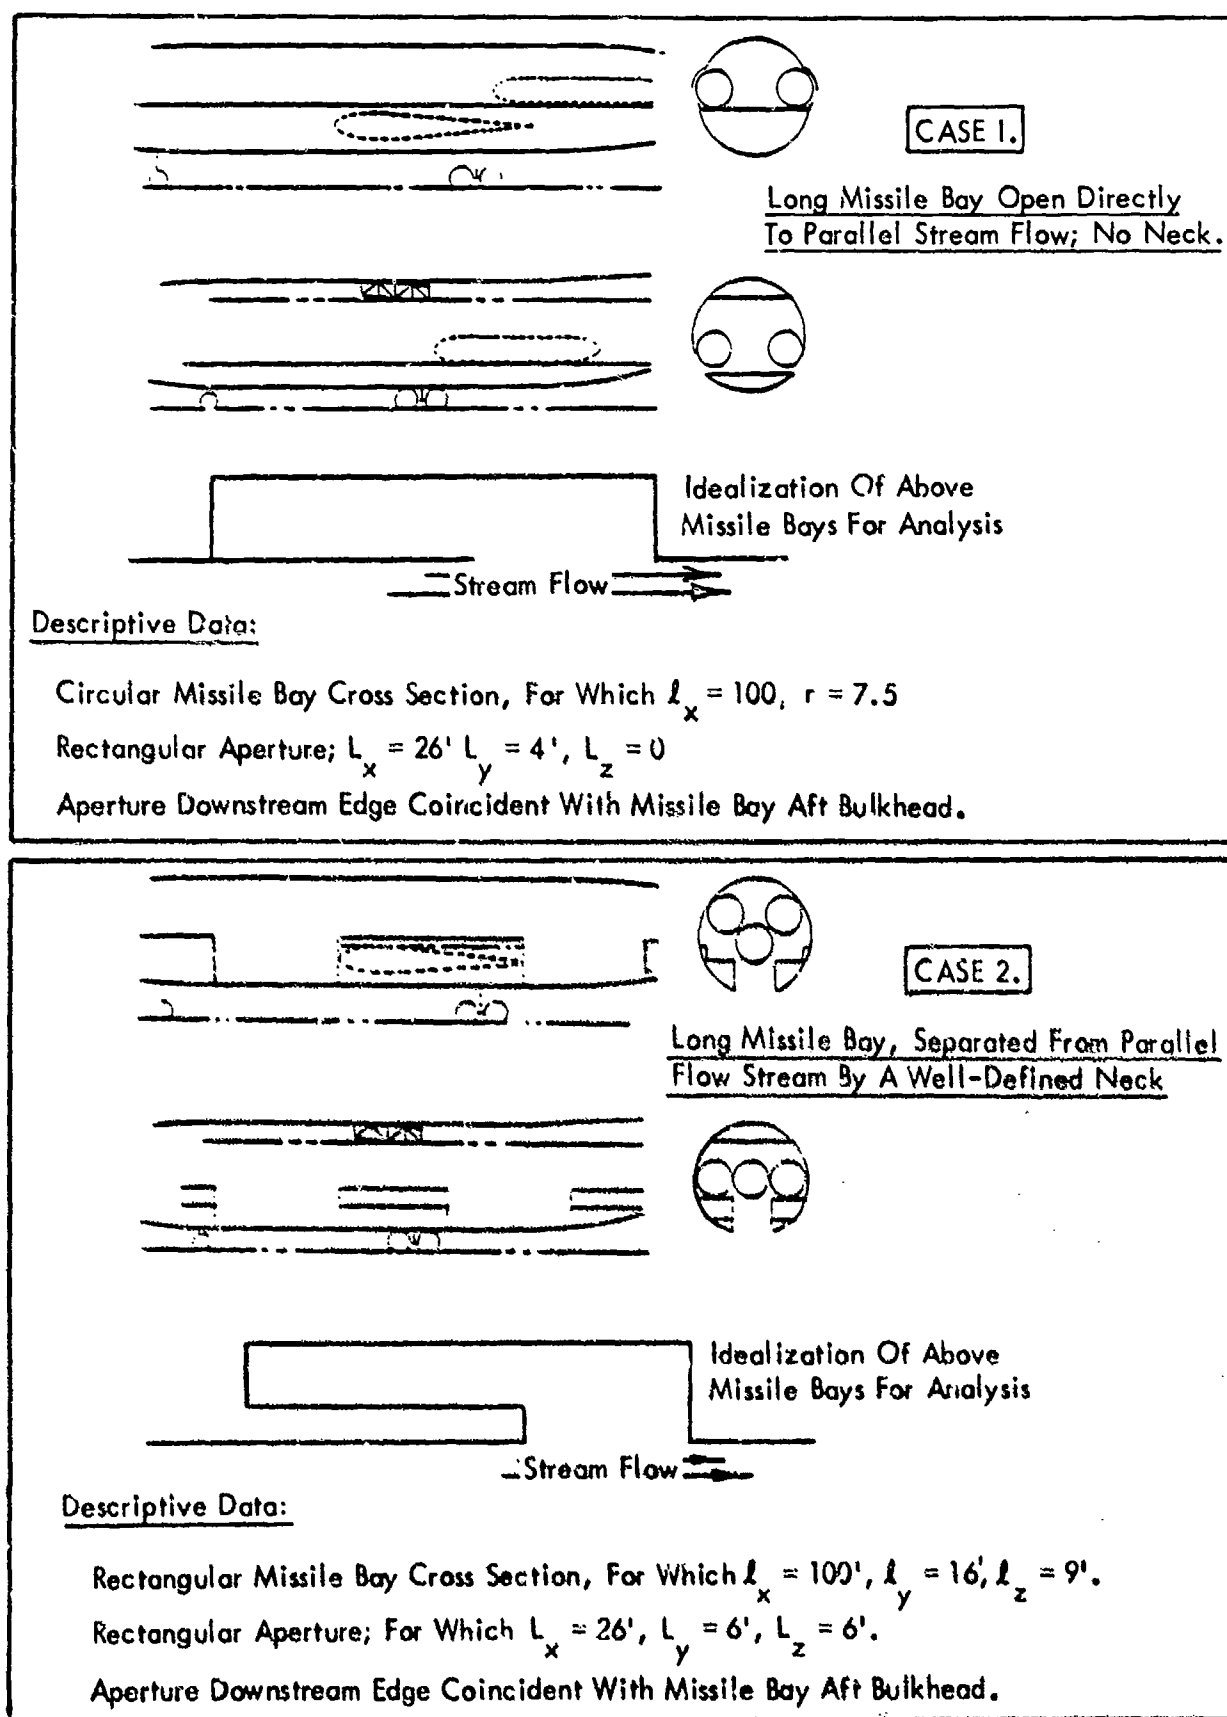 CASE 1.
Long Missile Bay Open Directly
To Parallel Stream Flow; No Neck.
Idealization Of Above
Missile Bays For Analysis
Stream Flow
Descriptive Data:
Circular Missile Bay Cross Section, For Which ℓx = 100, r = 7.5
Rectangular Aperture; Lx = 26' Ly = 4', Lz = 0
Aperture Downstream Edge Coincident With Missile Bay Aft Bulkhead.
CASE 2.
Long Missile Bay, Separated From Parallel
Flow Stream By A Well-Defined Neck
Idealization Of Above
Missile Bays For Analysis
Stream Flow
Descriptive Data:
Rectangular Missile Bay Cross Section, For Which ℓx = 100', ℓy = 16', ℓz = 9'.
Rectangular Aperture; For Which Lx = 26', Ly = 6', Lz = 6'.
Aperture Downstream Edge Coincident With Missile Bay Aft Bulkhead.